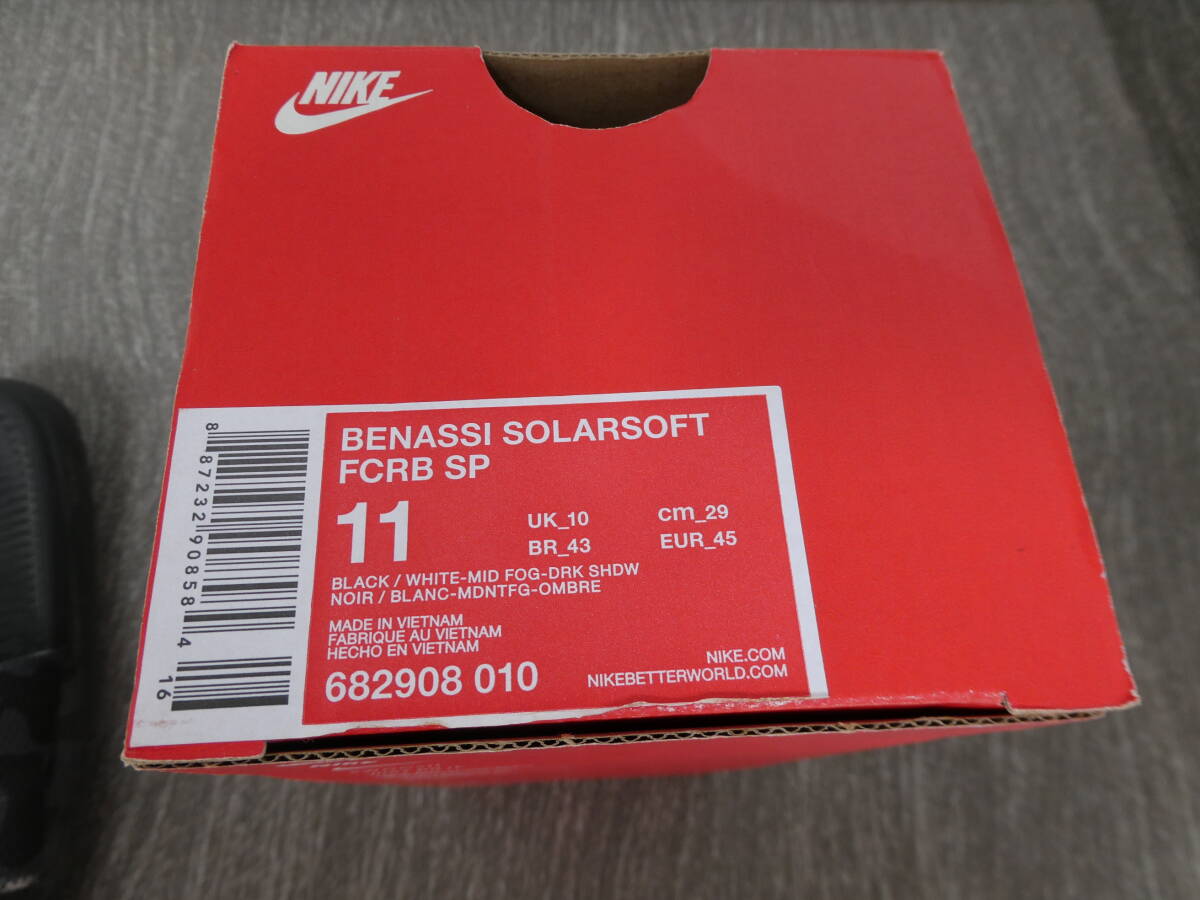 NIKE
BENASSI SOLARSOFT
FCRB SP
11
UK_10
cm_29
BR_43
EUR_45
BLACK / WHITE-MID FOG-DRK SHDW
NOIR / BLANC-MDNTFG-OMBRE
MADE IN VIETNAM
FABRIQUE AU VIETNAM
HECHO EN VIETNAM
682908 010
NIKE.COM
NIKEBETTERWORLD.COM
8 87232 90858 4 16
NIKE